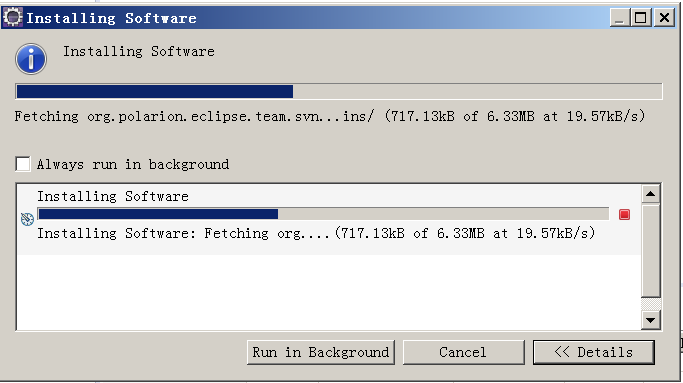 Installing Software
Installing Software
Fetching org.polarion.eclipse.team.svn...ins/ (717.13kB of 6.33MB at 19.57kB/s)
Always run in background
Installing Software
Installing Software: Fetching org....(717.13kB of 6.33MB at 19.57kB/s)
Run in Background
Cancel
<< Details